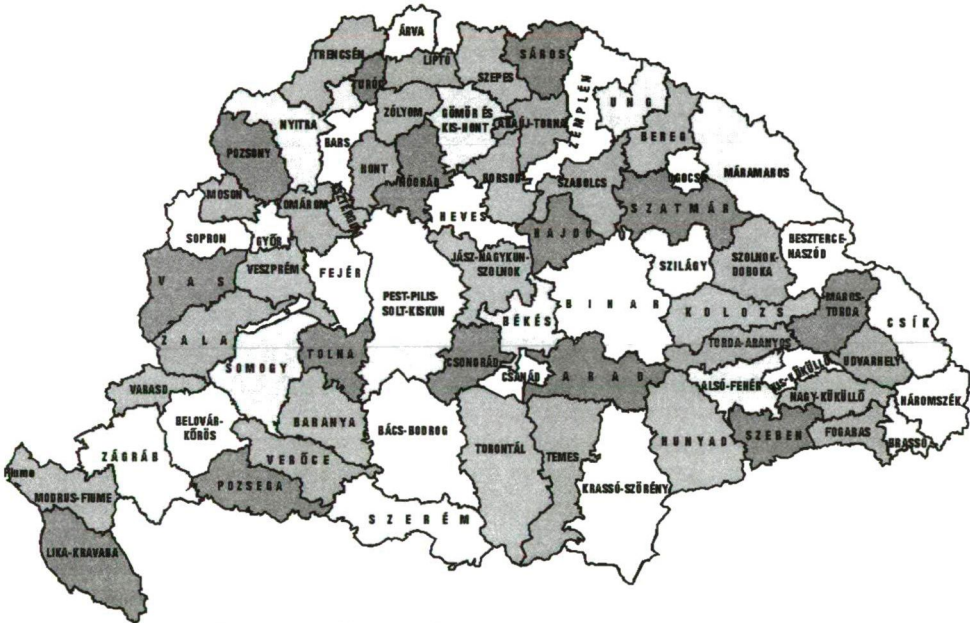 ÁRVA
TRENCSÉN
LIPTÓ
SÁROS
SZEPES
TURÓC
ZÓLYOM
GÖMÖR ÉS
KIS-HONT
ABAÚJ-TORNA
ZEMPLÉN
UNG
BEREG
NYITRA
BARS
POZSONY
HONT
NÓGRÁD
BORSOD
SZABOLCS
UGOCSA
MÁRAMAROS
MOSON
KOMÁROM
ESZTERGOM
HEVES
HAJDÚ
SZATMÁR
SOPRON
GYŐR
VESZPRÉM
FEJÉR
JÁSZ-NAGYKUN-
SZOLNOK
SZILÁGY
SZOLNOK-
DOBOKA
BESZTERCE-
NASZÓD
VAS
PEST-PILIS-
SOLT-KISKUN
BÉKÉS
BIHAR
KOLOZS
MAROS-
TORDA
CSÍK
ZALA
SOMOGY
TOLNA
CSONGRÁD
CSANÁD
ARAD
TORDA-ARANYOS
UDVARHELY
ALSÓ-FEHÉR
KIS-KÜKÜLLŐ
NAGY-KÜKÜLLŐ
HÁROMSZÉK
VARASD
BELOVÁR-
KŐRÖS
BARANYA
BÁCS-BODROG
TORONTÁL
TEMES
HUNYAD
SZEBEN
FOGARAS
BRASSÓ
ZÁGRÁB
VERŐCE
POZSEGA
KRASSÓ-SZÖRÉNY
Fiume
MODRUS-FIUME
SZERÉM
LIKA-KRAVABA